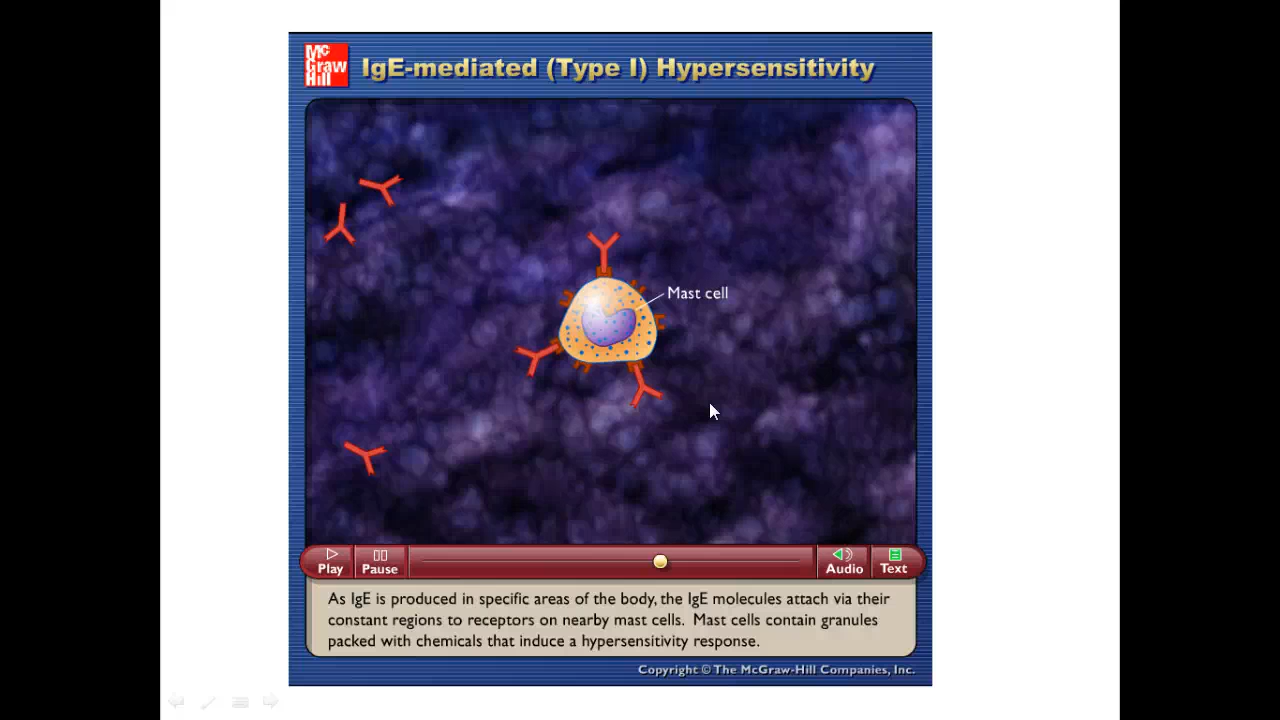 Mc
Graw
Hill
IgE-mediated (Type I) Hypersensitivity
Mast cell
Play
Pause
Audio
Text
As IgE is produced in specific areas of the body, the IgE molecules attach via their
constant regions to receptors on nearby mast cells. Mast cells contain granules
packed with chemicals that induce a hypersensitivity response.
Copyright © The McGraw-Hill Companies, Inc.